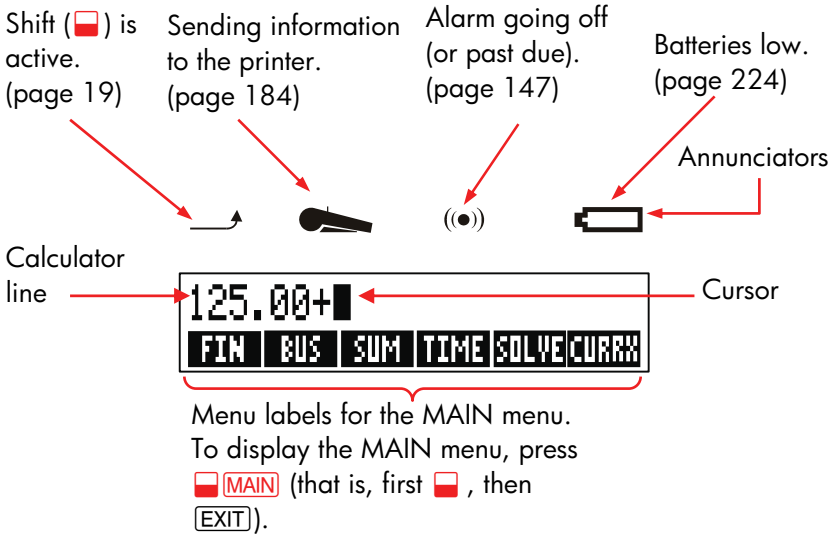 Shift ( ) is
active.
(page 19)
Sending information
to the printer.
(page 184)
Alarm going off
(or past due).
(page 147)
Batteries low.
(page 224)
Annunciators
Calculator
line
125.00+
Cursor
FIN BUS SUM TIME SOLVE CURRX
Menu labels for the MAIN menu.
To display the MAIN menu, press
MAIN (that is, first , then
EXIT).